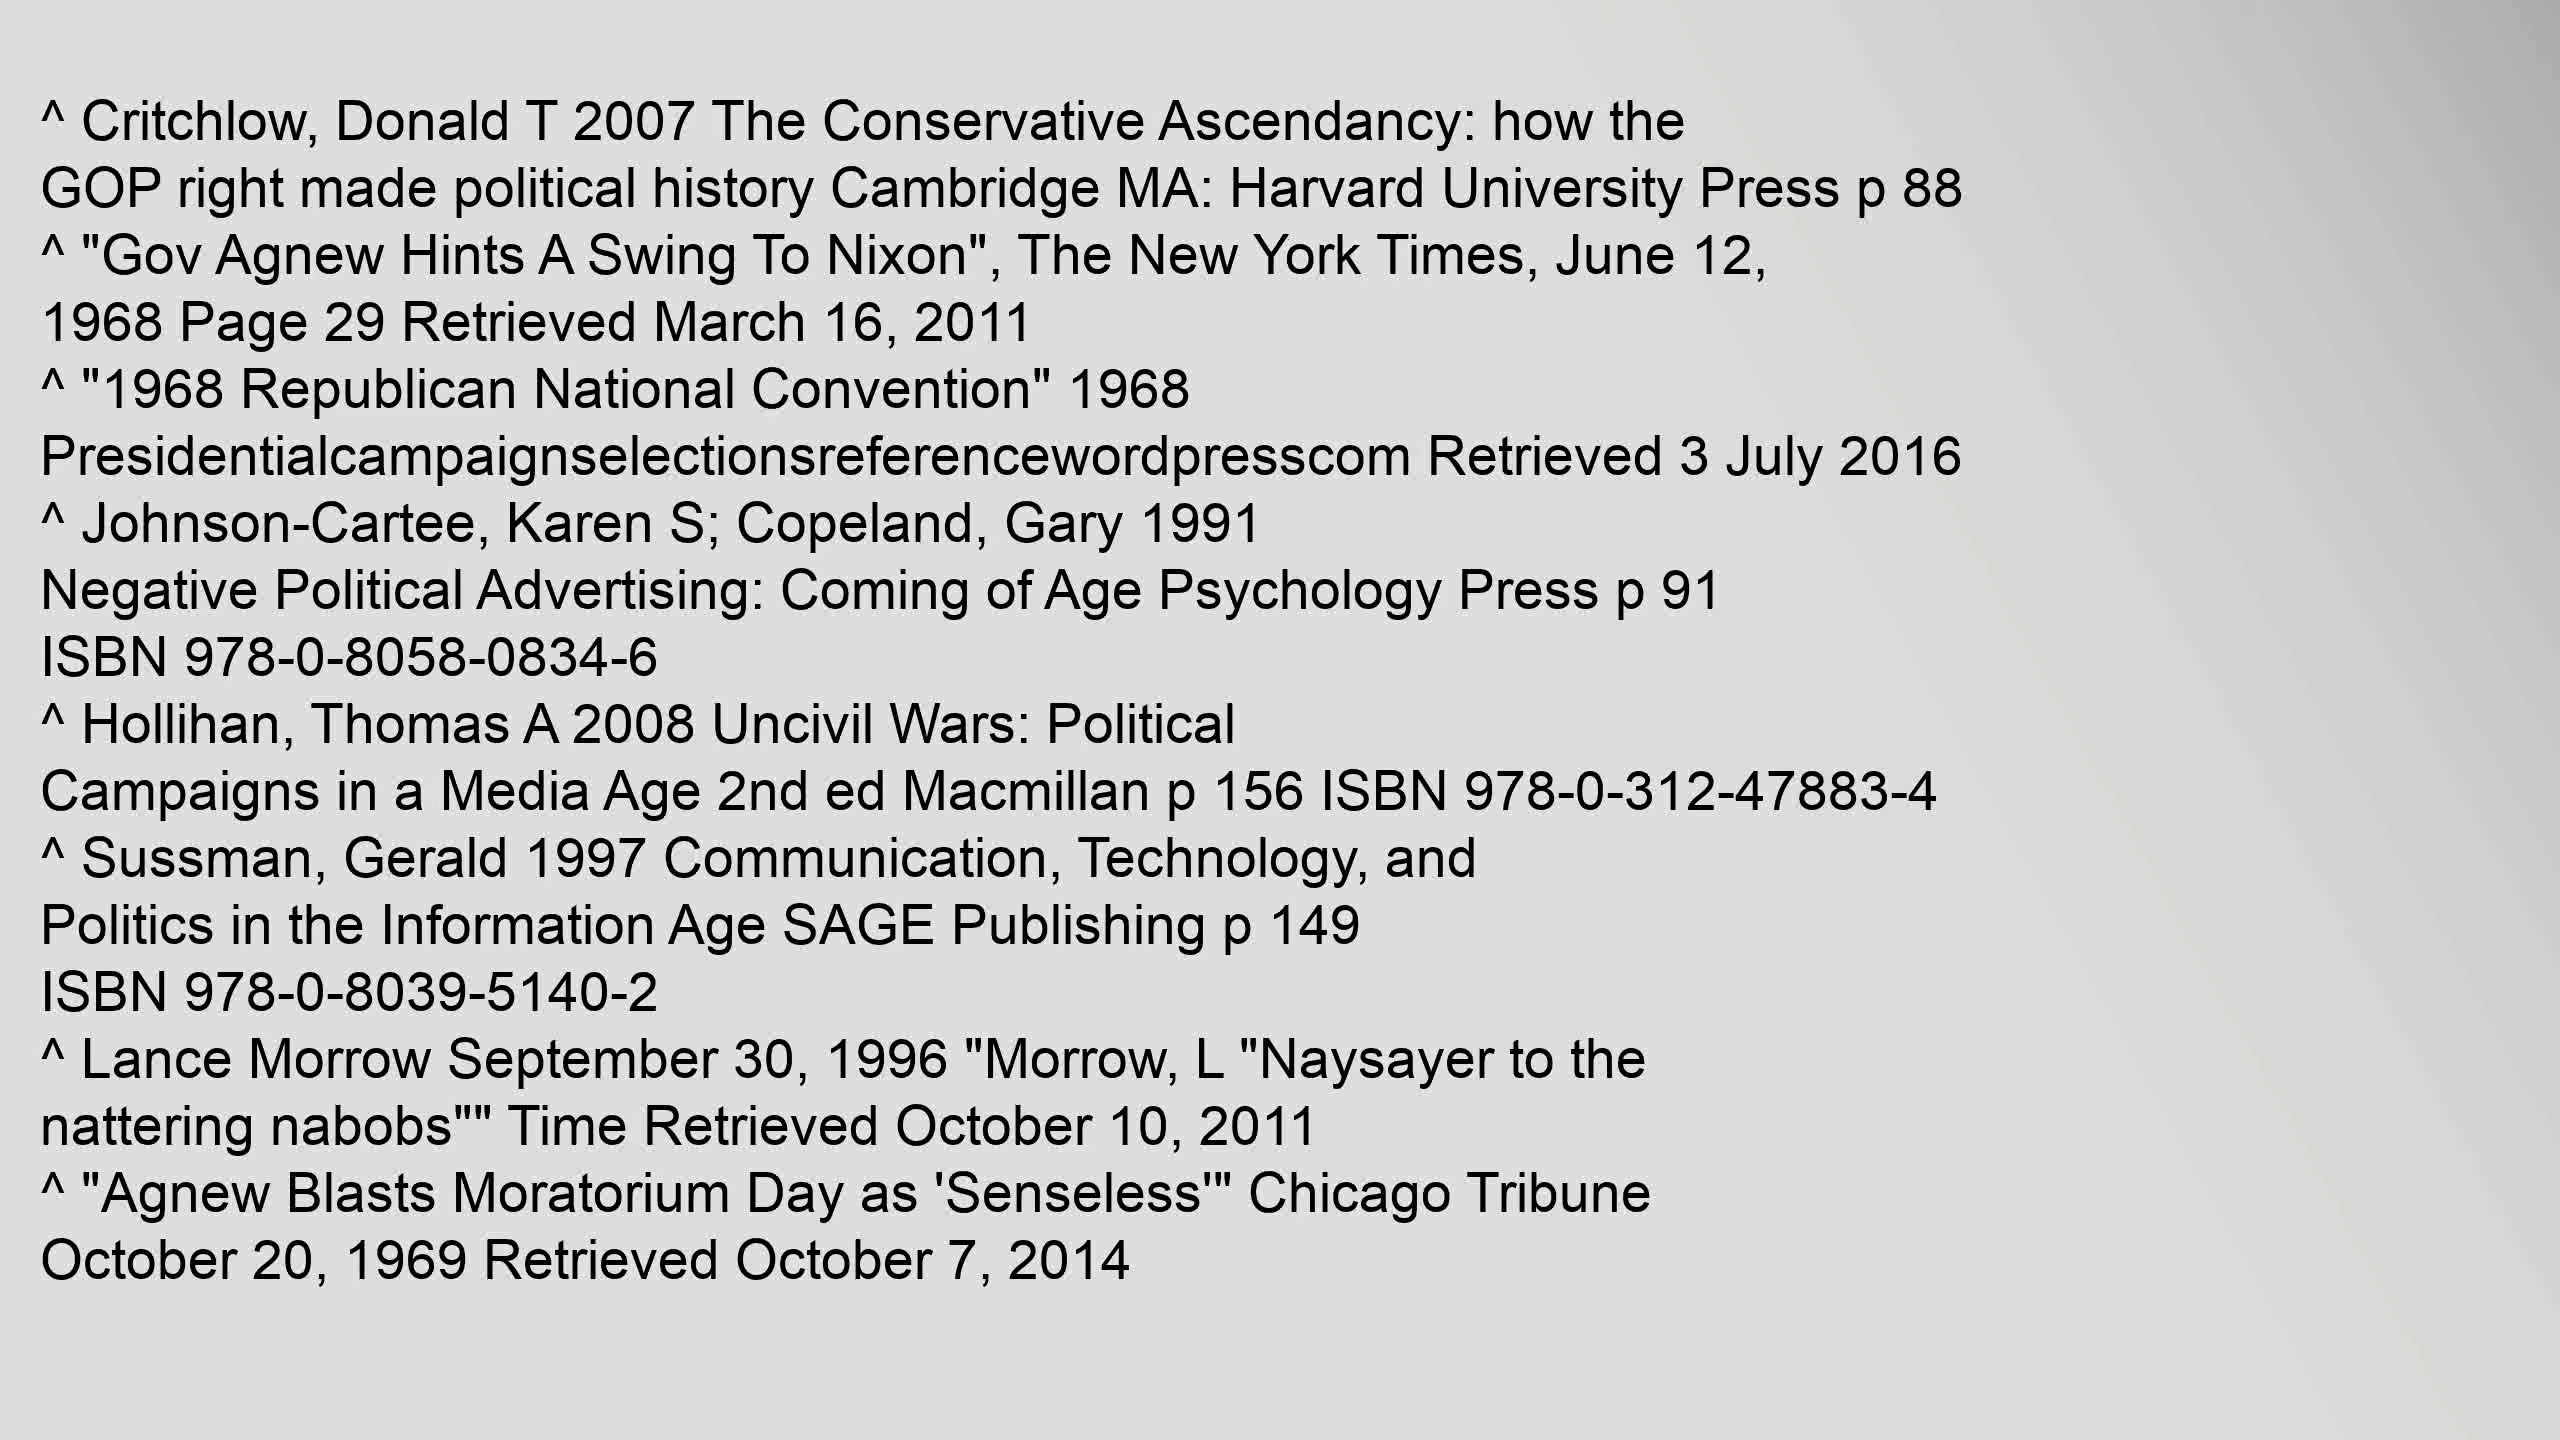 ^ Critchlow, Donald T 2007 The Conservative Ascendancy: how the
GOP right made political history Cambridge MA: Harvard University Press p 88
^ "Gov Agnew Hints A Swing To Nixon", The New York Times, June 12,
1968 Page 29 Retrieved March 16, 2011
^ "1968 Republican National Convention" 1968
Presidentialcampaignselectionsreferencewordpresscom Retrieved 3 July 2016
^ Johnson-Cartee, Karen S; Copeland, Gary 1991
Negative Political Advertising: Coming of Age Psychology Press p 91
ISBN 978-0-8058-0834-6
^ Hollihan, Thomas A 2008 Uncivil Wars: Political
Campaigns in a Media Age 2nd ed Macmillan p 156 ISBN 978-0-312-47883-4
^ Sussman, Gerald 1997 Communication, Technology, and
Politics in the Information Age SAGE Publishing p 149
ISBN 978-0-8039-5140-2
^ Lance Morrow September 30, 1996 "Morrow, L "Naysayer to the
nattering nabobs"" Time Retrieved October 10, 2011
^ "Agnew Blasts Moratorium Day as 'Senseless'" Chicago Tribune
October 20, 1969 Retrieved October 7, 2014